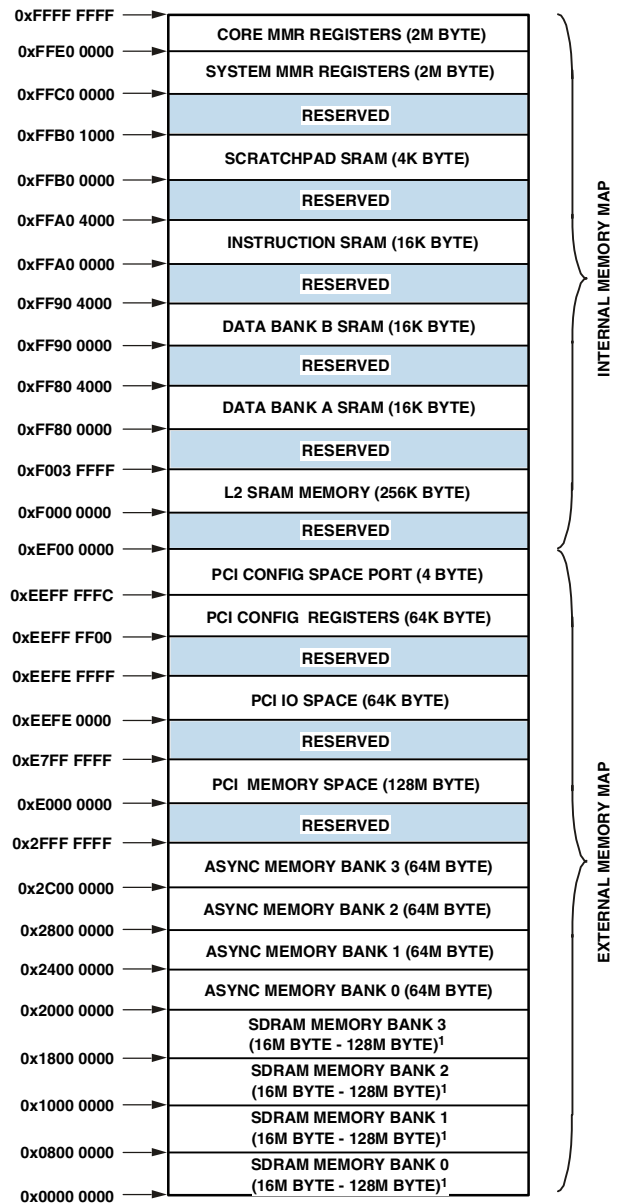 0xFFFF FFFF
CORE MMR REGISTERS (2M BYTE)
0xFFE0 0000
SYSTEM MMR REGISTERS (2M BYTE)
0xFFC0 0000
RESERVED
0xFFB0 1000
SCRATCHPAD SRAM (4K BYTE)
0xFFB0 0000
RESERVED
0xFFA0 4000
INSTRUCTION SRAM (16K BYTE)
0xFFA0 0000
RESERVED
0xFF90 4000
DATA BANK B SRAM (16K BYTE)
0xFF90 0000
RESERVED
0xFF80 4000
DATA BANK A SRAM (16K BYTE)
0xFF80 0000
RESERVED
0xF003 FFFF
L2 SRAM MEMORY (256K BYTE)
0xF000 0000
RESERVED
0xEF00 0000
PCI CONFIG SPACE PORT (4 BYTE)
0xEEFF FFFC
PCI CONFIG REGISTERS (64K BYTE)
0xEEFF FF00
RESERVED
0xEEFE FFFF
PCI IO SPACE (64K BYTE)
0xEEFE 0000
RESERVED
0xE7FF FFFF
PCI MEMORY SPACE (128M BYTE)
0xE000 0000
RESERVED
0x2FFF FFFF
ASYNC MEMORY BANK 3 (64M BYTE)
0x2C00 0000
ASYNC MEMORY BANK 2 (64M BYTE)
0x2800 0000
ASYNC MEMORY BANK 1 (64M BYTE)
0x2400 0000
ASYNC MEMORY BANK 0 (64M BYTE)
0x2000 0000
SDRAM MEMORY BANK 3
(16M BYTE - 128M BYTE)¹
0x1800 0000
SDRAM MEMORY BANK 2
(16M BYTE - 128M BYTE)¹
0x1000 0000
SDRAM MEMORY BANK 1
(16M BYTE - 128M BYTE)¹
0x0800 0000
SDRAM MEMORY BANK 0
(16M BYTE - 128M BYTE)¹
0x0000 0000
INTERNAL MEMORY MAP
EXTERNAL MEMORY MAP